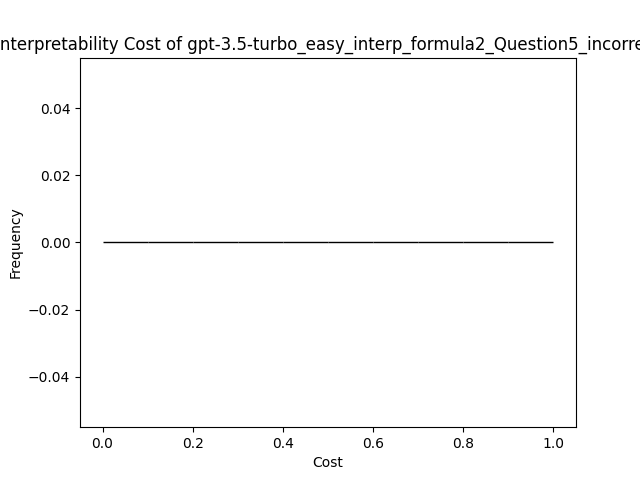 nterpretability Cost of gpt-3.5-turbo_easy_interp_formula2_Question5_incorre
0.04
0.02
0.00
−0.02
−0.04
Frequency
0.0 0.2 0.4 0.6 0.8 1.0
Cost